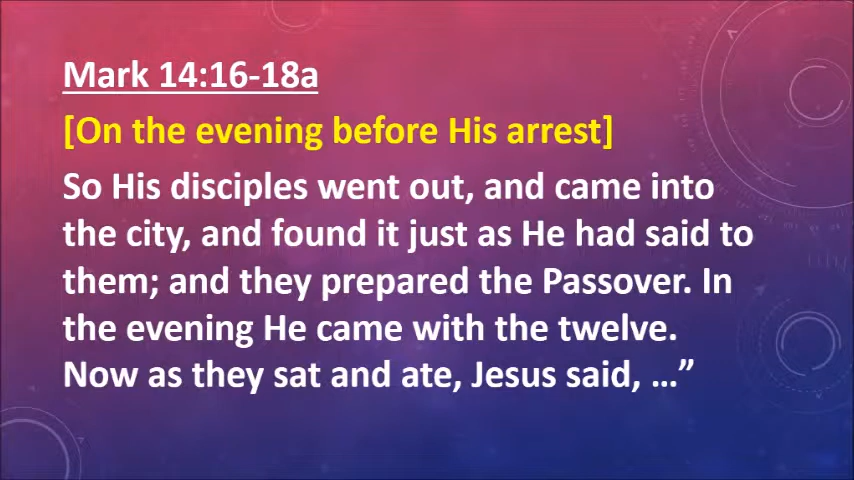 Mark 14:16-18a
[On the evening before His arrest]
So His disciples went out, and came into
the city, and found it just as He had said to
them; and they prepared the Passover. In
the evening He came with the twelve.
Now as they sat and ate, Jesus said, …”